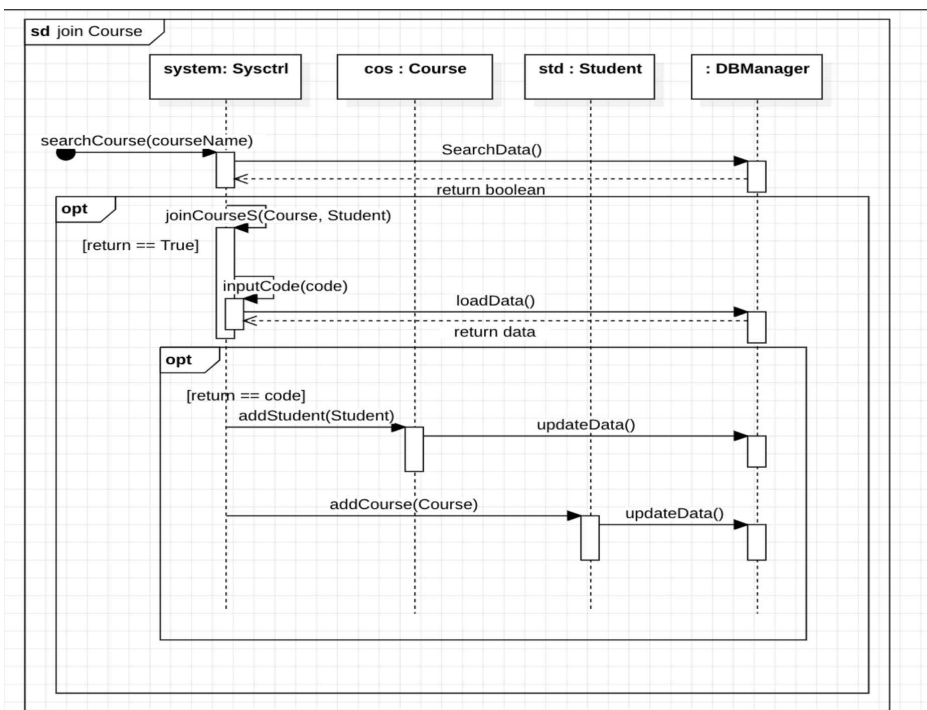 sd join Course
system: Sysctrl
cos : Course
std : Student
: DBManager
searchCourse(courseName)
SearchData()
return boolean
opt
joinCourseS(Course, Student)
[return == True]
inputCode(code)
loadData()
return data
opt
[return == code]
addStudent(Student)
updateData()
addCourse(Course)
updateData()